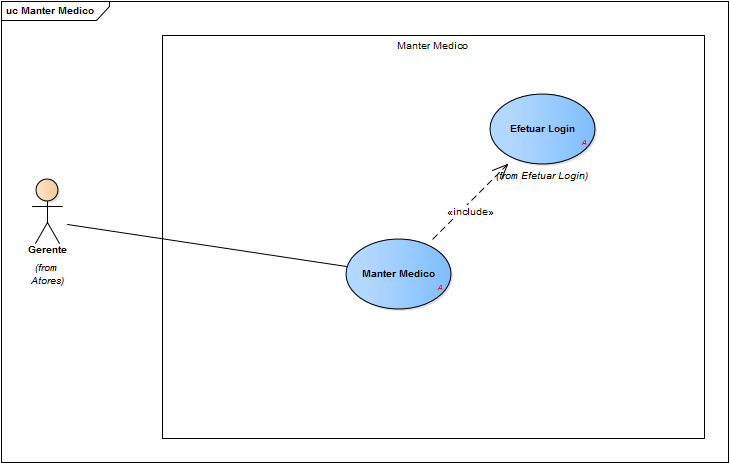 uc Manter Medico
Manter Medico
Efetuar Login
A
(from Efetuar Login)
«include»
Gerente
(from
Atores)
Manter Medico
A